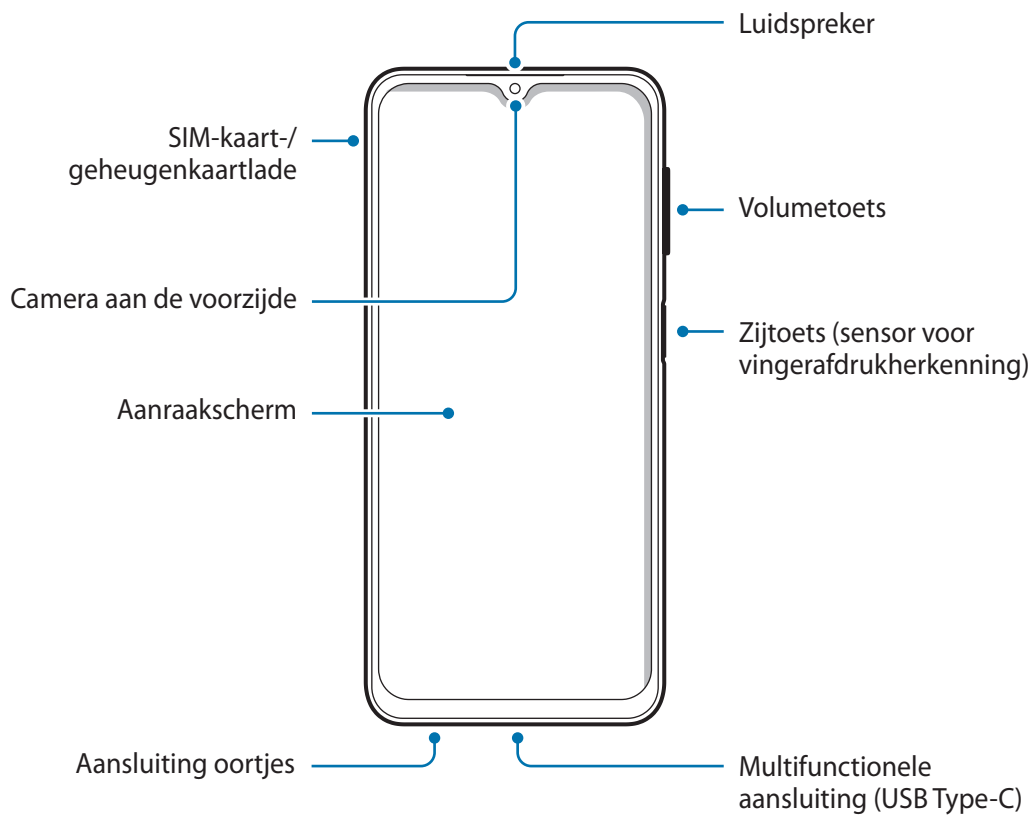 Luidspreker
SIM-kaart-/
geheugenkaartlade
Volumetoets
Camera aan de voorzijde
Zijtoets (sensor voor
vingerafdrukherkenning)
Aanraakscherm
Aansluiting oortjes
Multifunctionele
aansluiting (USB Type-C)